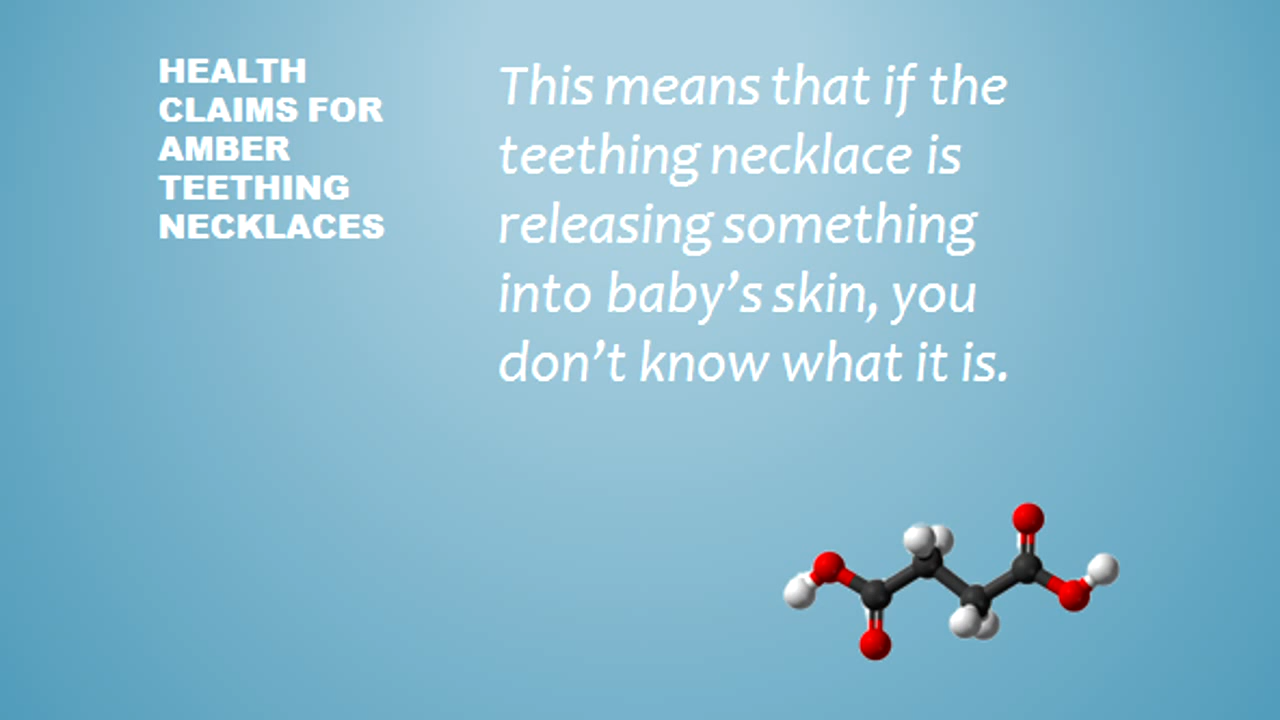 HEALTH
CLAIMS FOR
AMBER
TEETHING
NECKLACES
This means that if the
teething necklace is
releasing something
into baby’s skin, you
don’t know what it is.